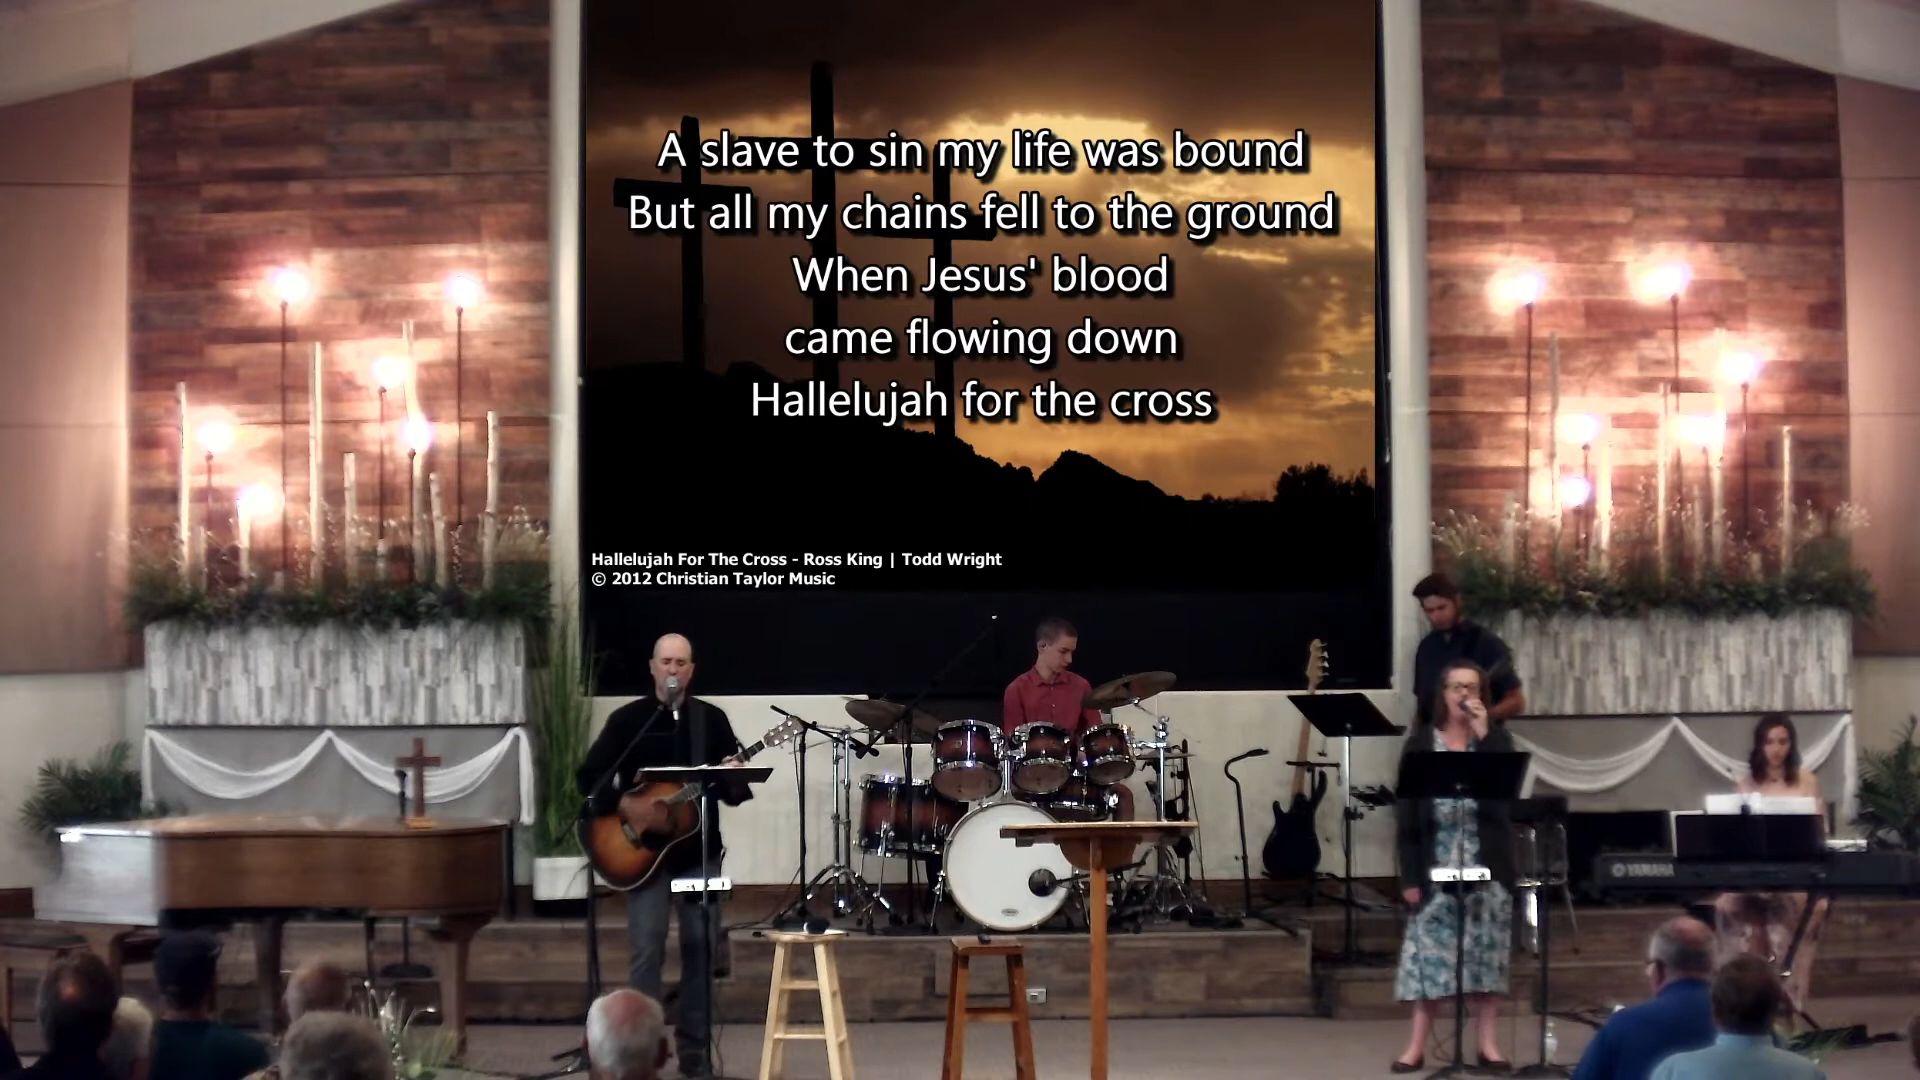 A slave to sin my life was bound
But all my chains fell to the ground
When Jesus' blood
came flowing down
Hallelujah for the cross
Hallelujah For The Cross - Ross King | Todd Wright
© 2012 Christian Taylor Music
YAMAHA